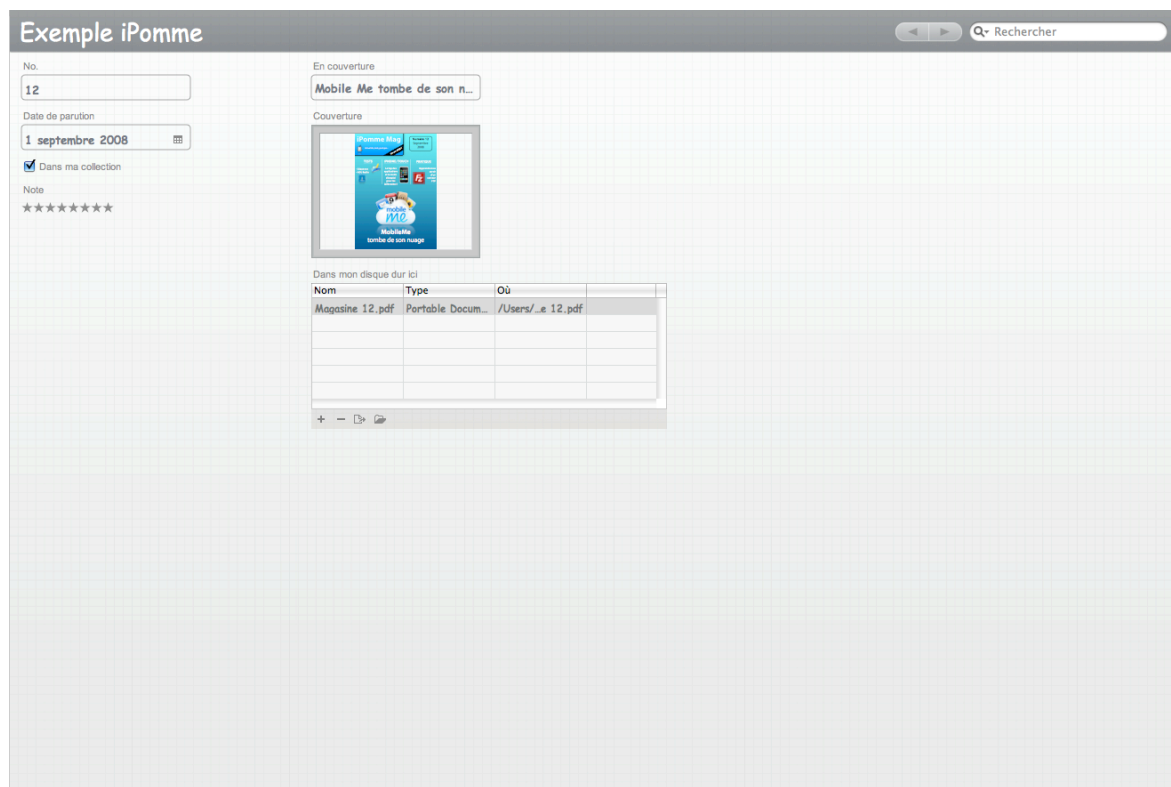 Exemple iPomme
Rechercher
No.
12
Date de parution
1 septembre 2008
Dans ma collection
Note
En couverture
Mobile Me tombe de son n...
Couverture
iPomme Mag
mobile
me
MobileMe
tombe de son nuage
Dans mon disque dur ici
Nom Type Où
Magasine 12.pdf Portable Docum... /Users/...e 12.pdf